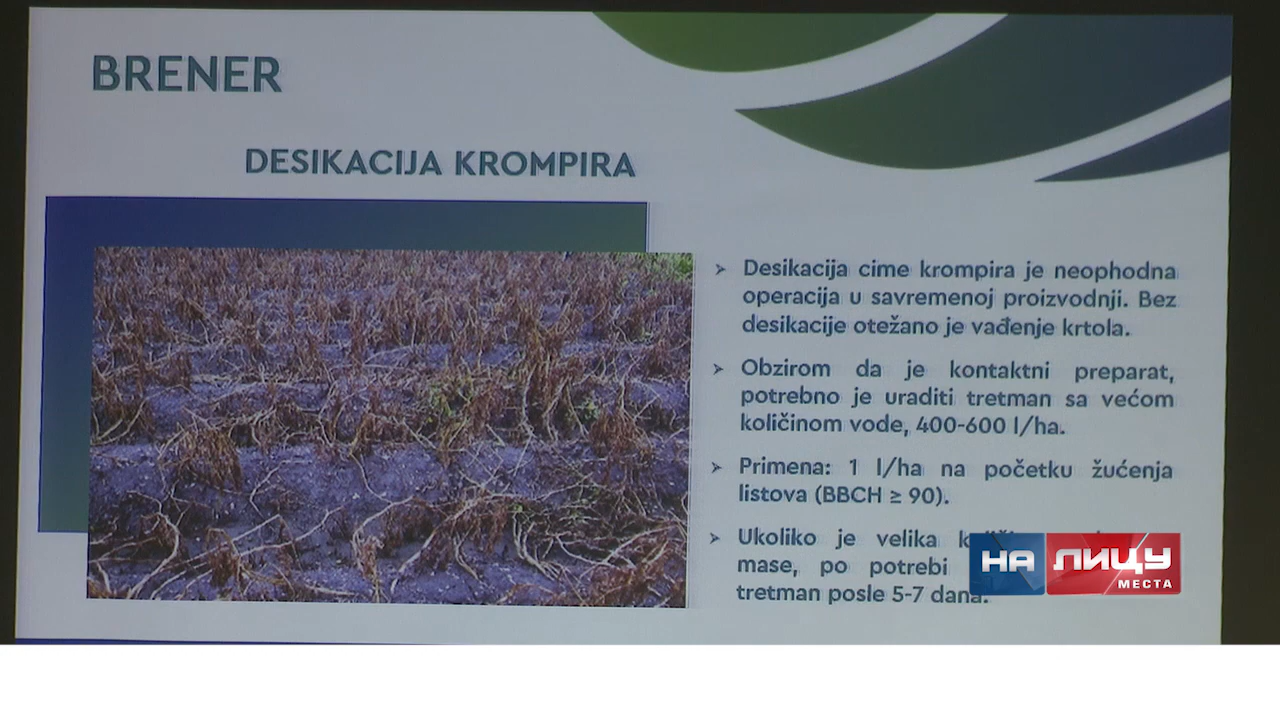 BRENER
DESIKACIJA KROMPIRA
➤ Desikacija cime krompira je neophodna
operacija u savremenoj proizvodnji. Bez
desikacije otežano je vađenje krtola.
➤ Obzirom da je kontaktni preparat,
potrebno je uraditi tretman sa većom
količinom vode, 400-600 l/ha.
➤ Primena: 1 l/ha na početku žućenja
listova (BBCH ≥ 90).
➤ Ukoliko je velika
mase, po potrebi
tretman posle 5-7 dana.
НА ЛИЦУ
МЕСТА